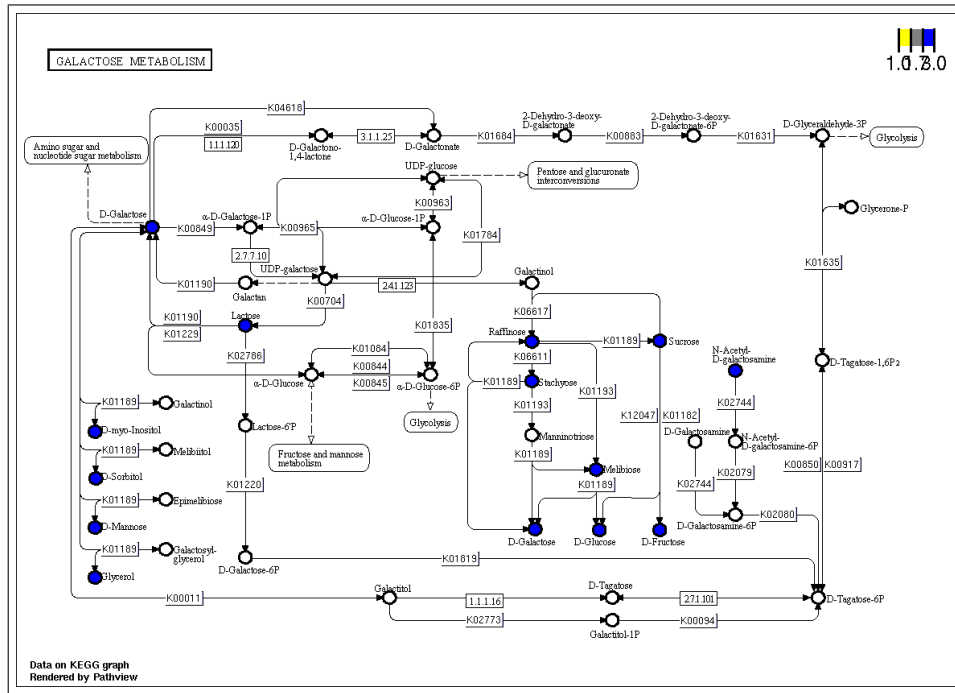 GALACTOSE METABOLISM
K04618
K00035
1.1.1.120
D-Galactono-
1,4-lactone
3.1.1.25
D-Galactonate
K01684
2-Dehydro-3-deoxy-
D-galactonate
K00883
2-Dehydro-3-deoxy-
D-galactonate-6P
K01631
D-Glyceraldehyde-3P
Glycolysis
Amino sugar and
nucleotide sugar metabolism
UDP-glucose
Pentose and glucuronate
interconversions
K00963
D-Galactose
K00849
α-D-Galactose-1P
K00965
α-D-Glucose-1P
K01784
Glycerone-P
2.7.7.10
UDP-galactose
K01190
Galactan
2.4.1.123
Galactinol
K01635
K00704
K01190
K01229
Lactose
K01835
K06617
Raffinose
K01189
Sucrose
K02786
K01084
K00844
K00845
α-D-Glucose
α-D-Glucose-6P
K06611
K01189
Stachyose
K01193
K01193
N-Acetyl-
D-galactosamine
D-Tagatose-1,6P2
K02744
Glycolysis
K01189
Galactinol
D-myo-Inositol
Lactose-6'P
Fructose and mannose
metabolism
Manninotriose
K01189
K12047
K01182
D-Galactosamine
N-Acetyl-
D-galactosamine-6P
K01189
Melibiitol
D-Sorbitol
Melibiose
K01189
K02744
K02079
K00850
K00917
K01220
K01189
Epimelibiose
D-Mannose
D-Galactose
D-Glucose
D-Fructose
D-Galactosamine-6P
K02080
K01189
Galactosyl-
glycerol
Glycerol
D-Galactose-6P
K01819
K00011
Galactitol
1.1.1.16
D-Tagatose
2.7.1.101
D-Tagatose-6P
K02773
Galactitol-1P
K00094
Data on KEGG graph
Rendered by Pathview